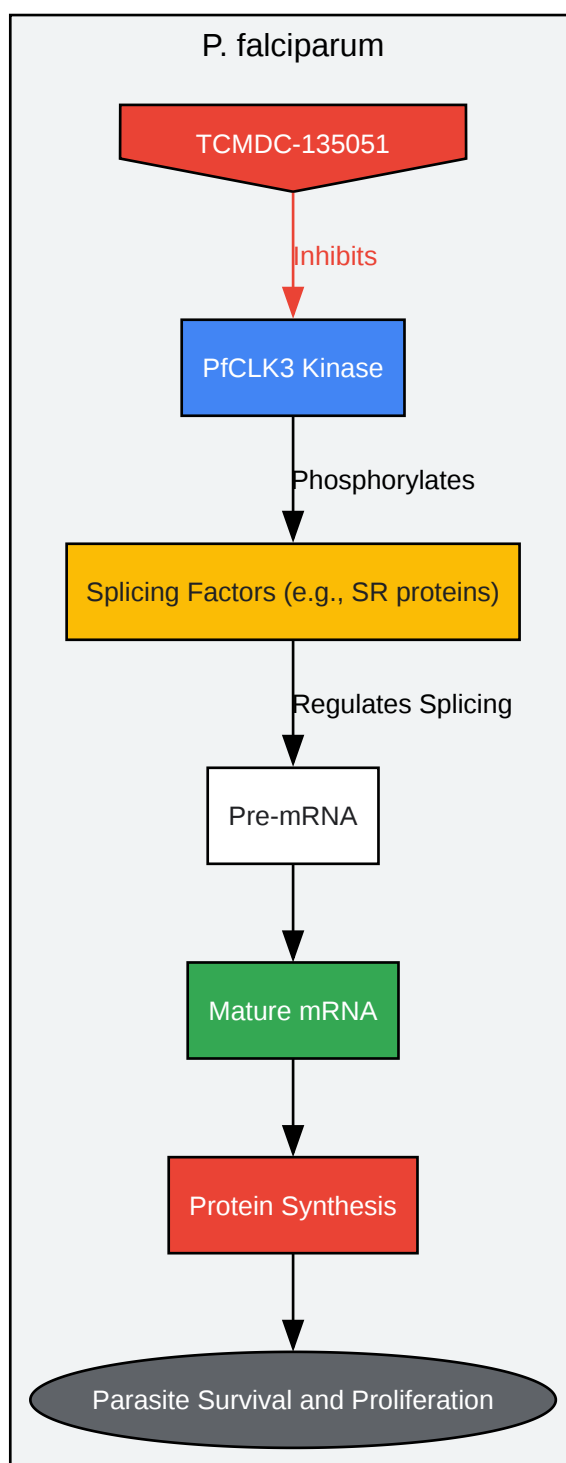 P. falciparum
TCMDC-135051
Inhibits
PfCLK3 Kinase
Phosphorylates
Splicing Factors (e.g., SR proteins)
Regulates Splicing
Pre-mRNA
Mature mRNA
Protein Synthesis
Parasite Survival and Proliferation